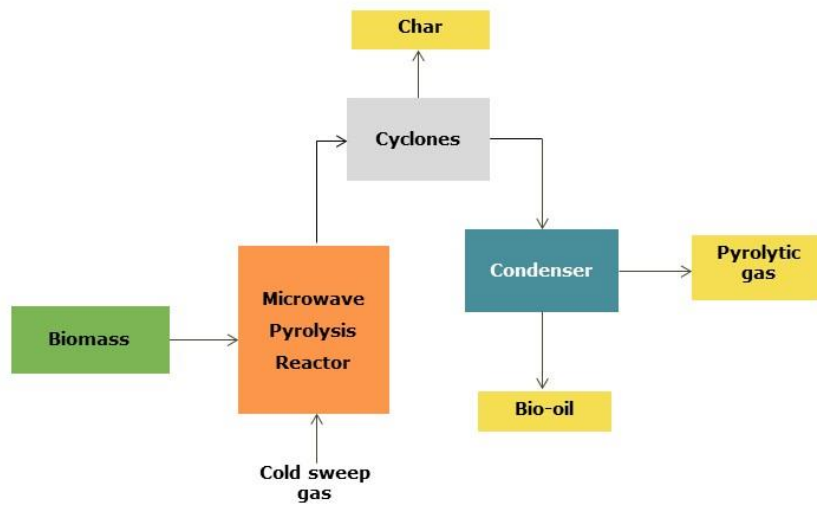 Char
Cyclones
Condenser
Pyrolytic
gas
Microwave
Pyrolysis
Reactor
Biomass
Bio-oil
Cold sweep
gas